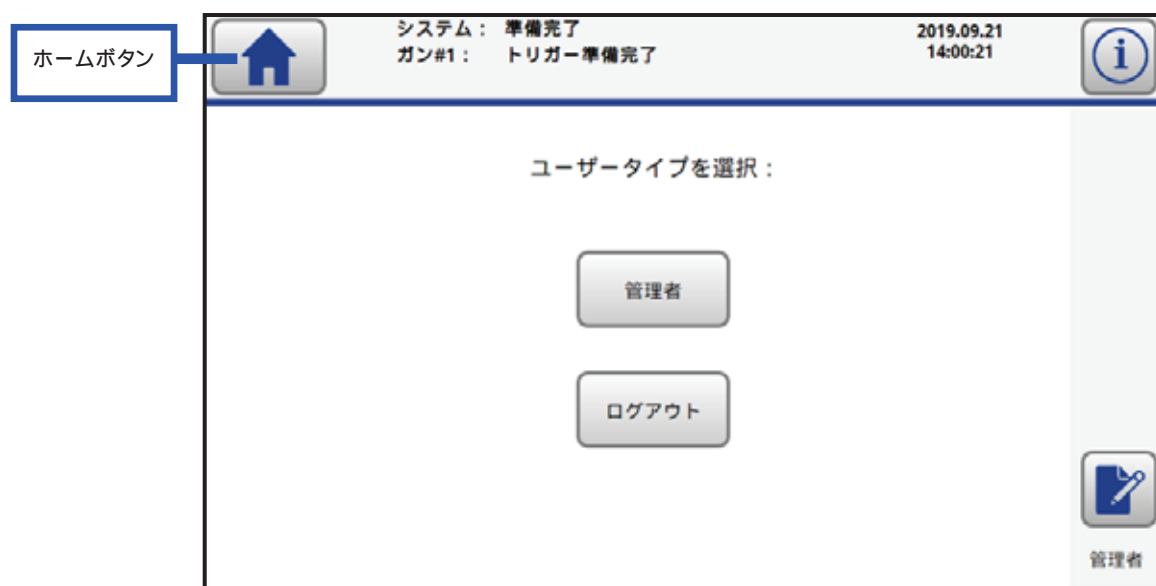 ホームボタン
システム： 準備完了
ガン#1： トリガー準備完了
2019.09.21
14:00:21
i
ユーザータイプを選択：
管理者
ログアウト
管理者